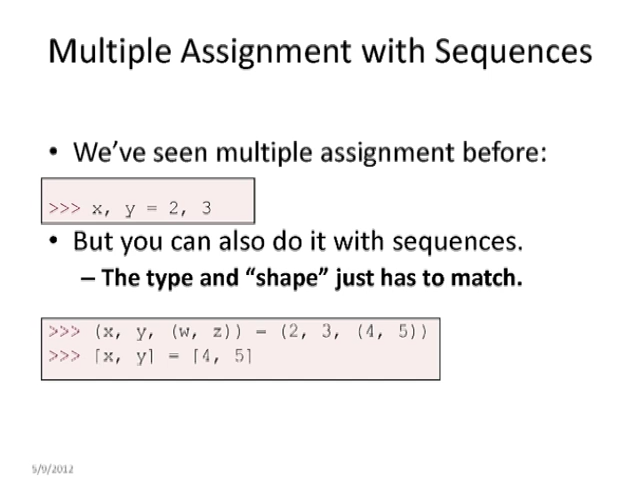 Multiple Assignment with Sequences
• We've seen multiple assignment before:
>>> x, y = 2, 3
• But you can also do it with sequences.
– The type and “shape” just has to match.
>>> (x, y, (w, z)) = (2, 3, (4, 5))
>>> [x, y] = [4, 5]
5/9/2012